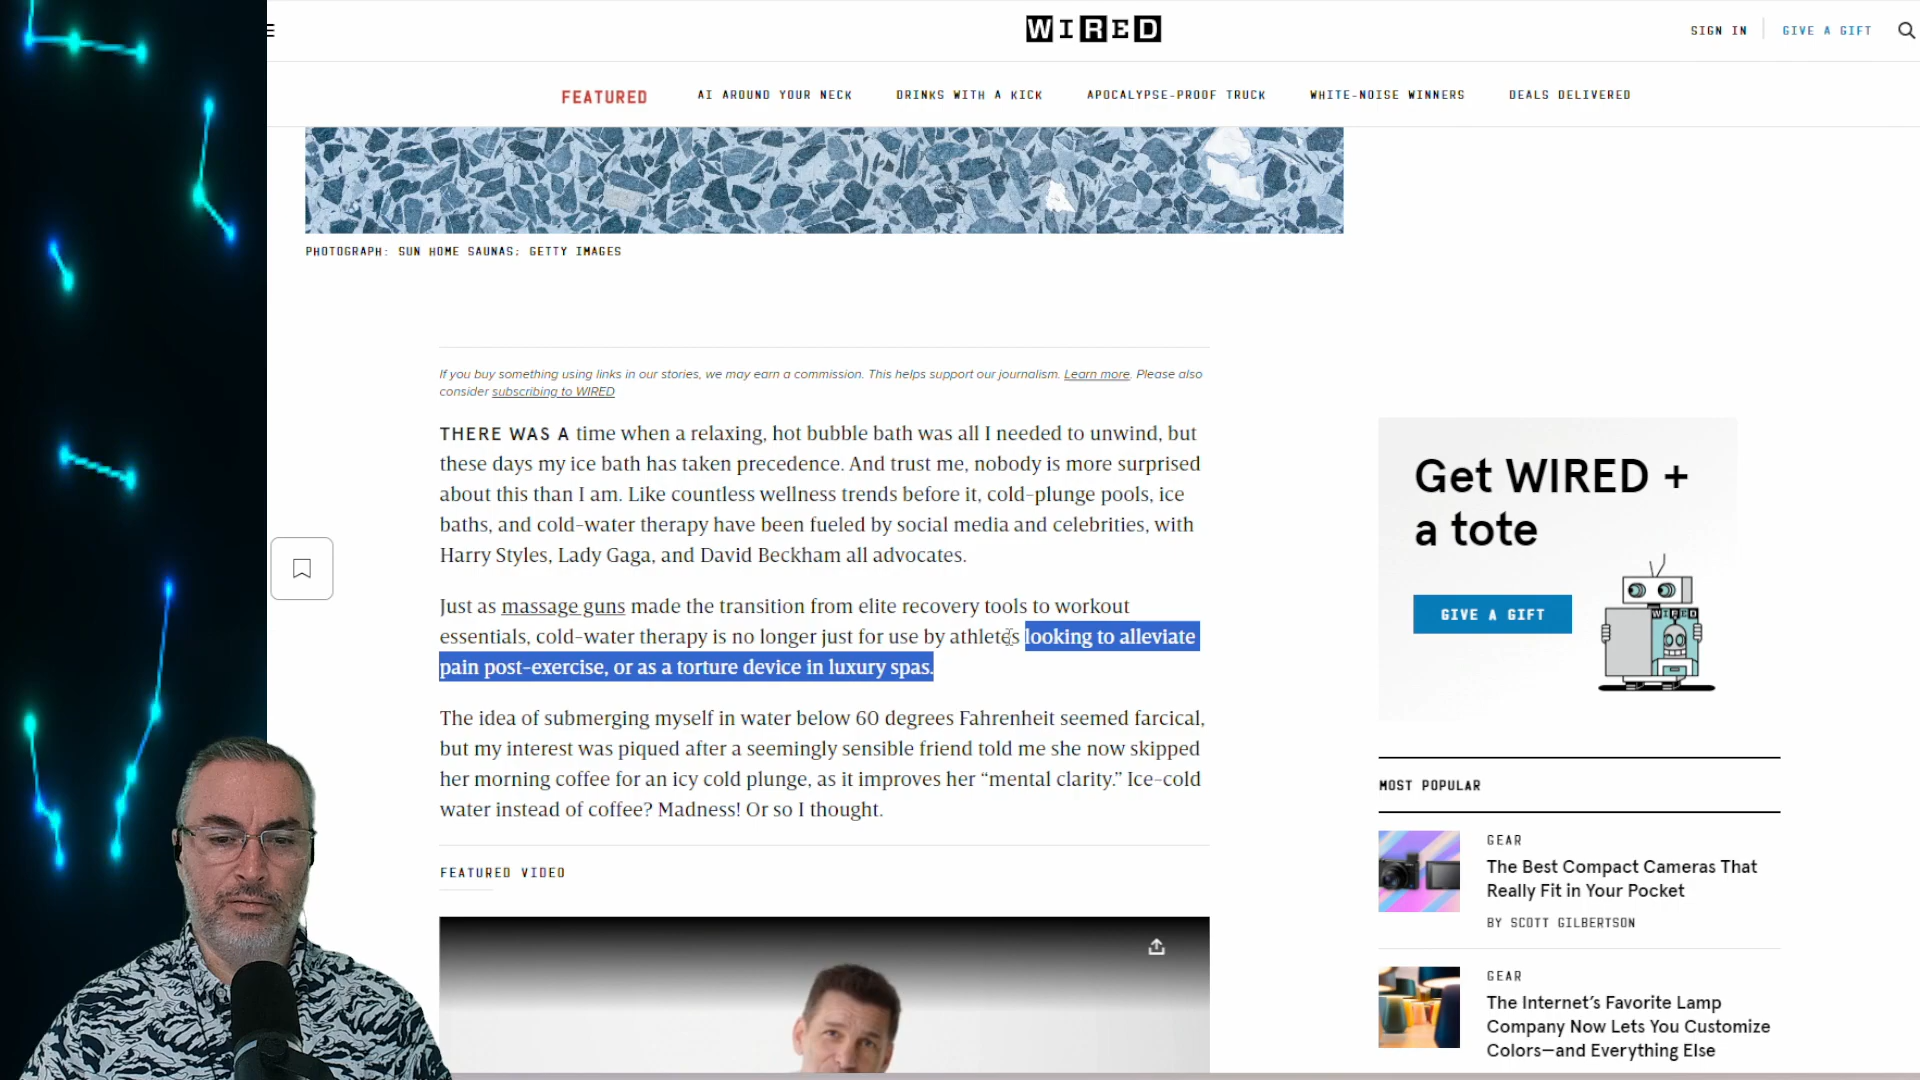 WIRED
SIGN IN
GIVE A GIFT
FEATURED
AI AROUND YOUR NECK
DRINKS WITH A KICK
APOCALYPSE-PROOF TRUCK
WHITE-NOISE WINNERS
DEALS DELIVERED
PHOTOGRAPH: SUN HOME SAUNAS; GETTY IMAGES
If you buy something using links in our stories, we may earn a commission. This helps support our journalism. Learn more. Please also
consider subscribing to WIRED
THERE WAS A time when a relaxing, hot bubble bath was all I needed to unwind, but
these days my ice bath has taken precedence. And trust me, nobody is more surprised
about this than I am. Like countless wellness trends before it, cold-plunge pools, ice
baths, and cold-water therapy have been fueled by social media and celebrities, with
Harry Styles, Lady Gaga, and David Beckham all advocates.
Just as massage guns made the transition from elite recovery tools to workout
essentials, cold-water therapy is no longer just for use by athletes looking to alleviate
pain post-exercise, or as a torture device in luxury spas.
The idea of submerging myself in water below 60 degrees Fahrenheit seemed farcical,
but my interest was piqued after a seemingly sensible friend told me she now skipped
her morning coffee for an icy cold plunge, as it improves her “mental clarity.” Ice-cold
water instead of coffee? Madness! Or so I thought.
FEATURED VIDEO
Get WIRED +
a tote
GIVE A GIFT
WIRED
MOST POPULAR
GEAR
The Best Compact Cameras That
Really Fit in Your Pocket
BY SCOTT GILBERTSON
GEAR
The Internet’s Favorite Lamp
Company Now Lets You Customize
Colors—and Everything Else